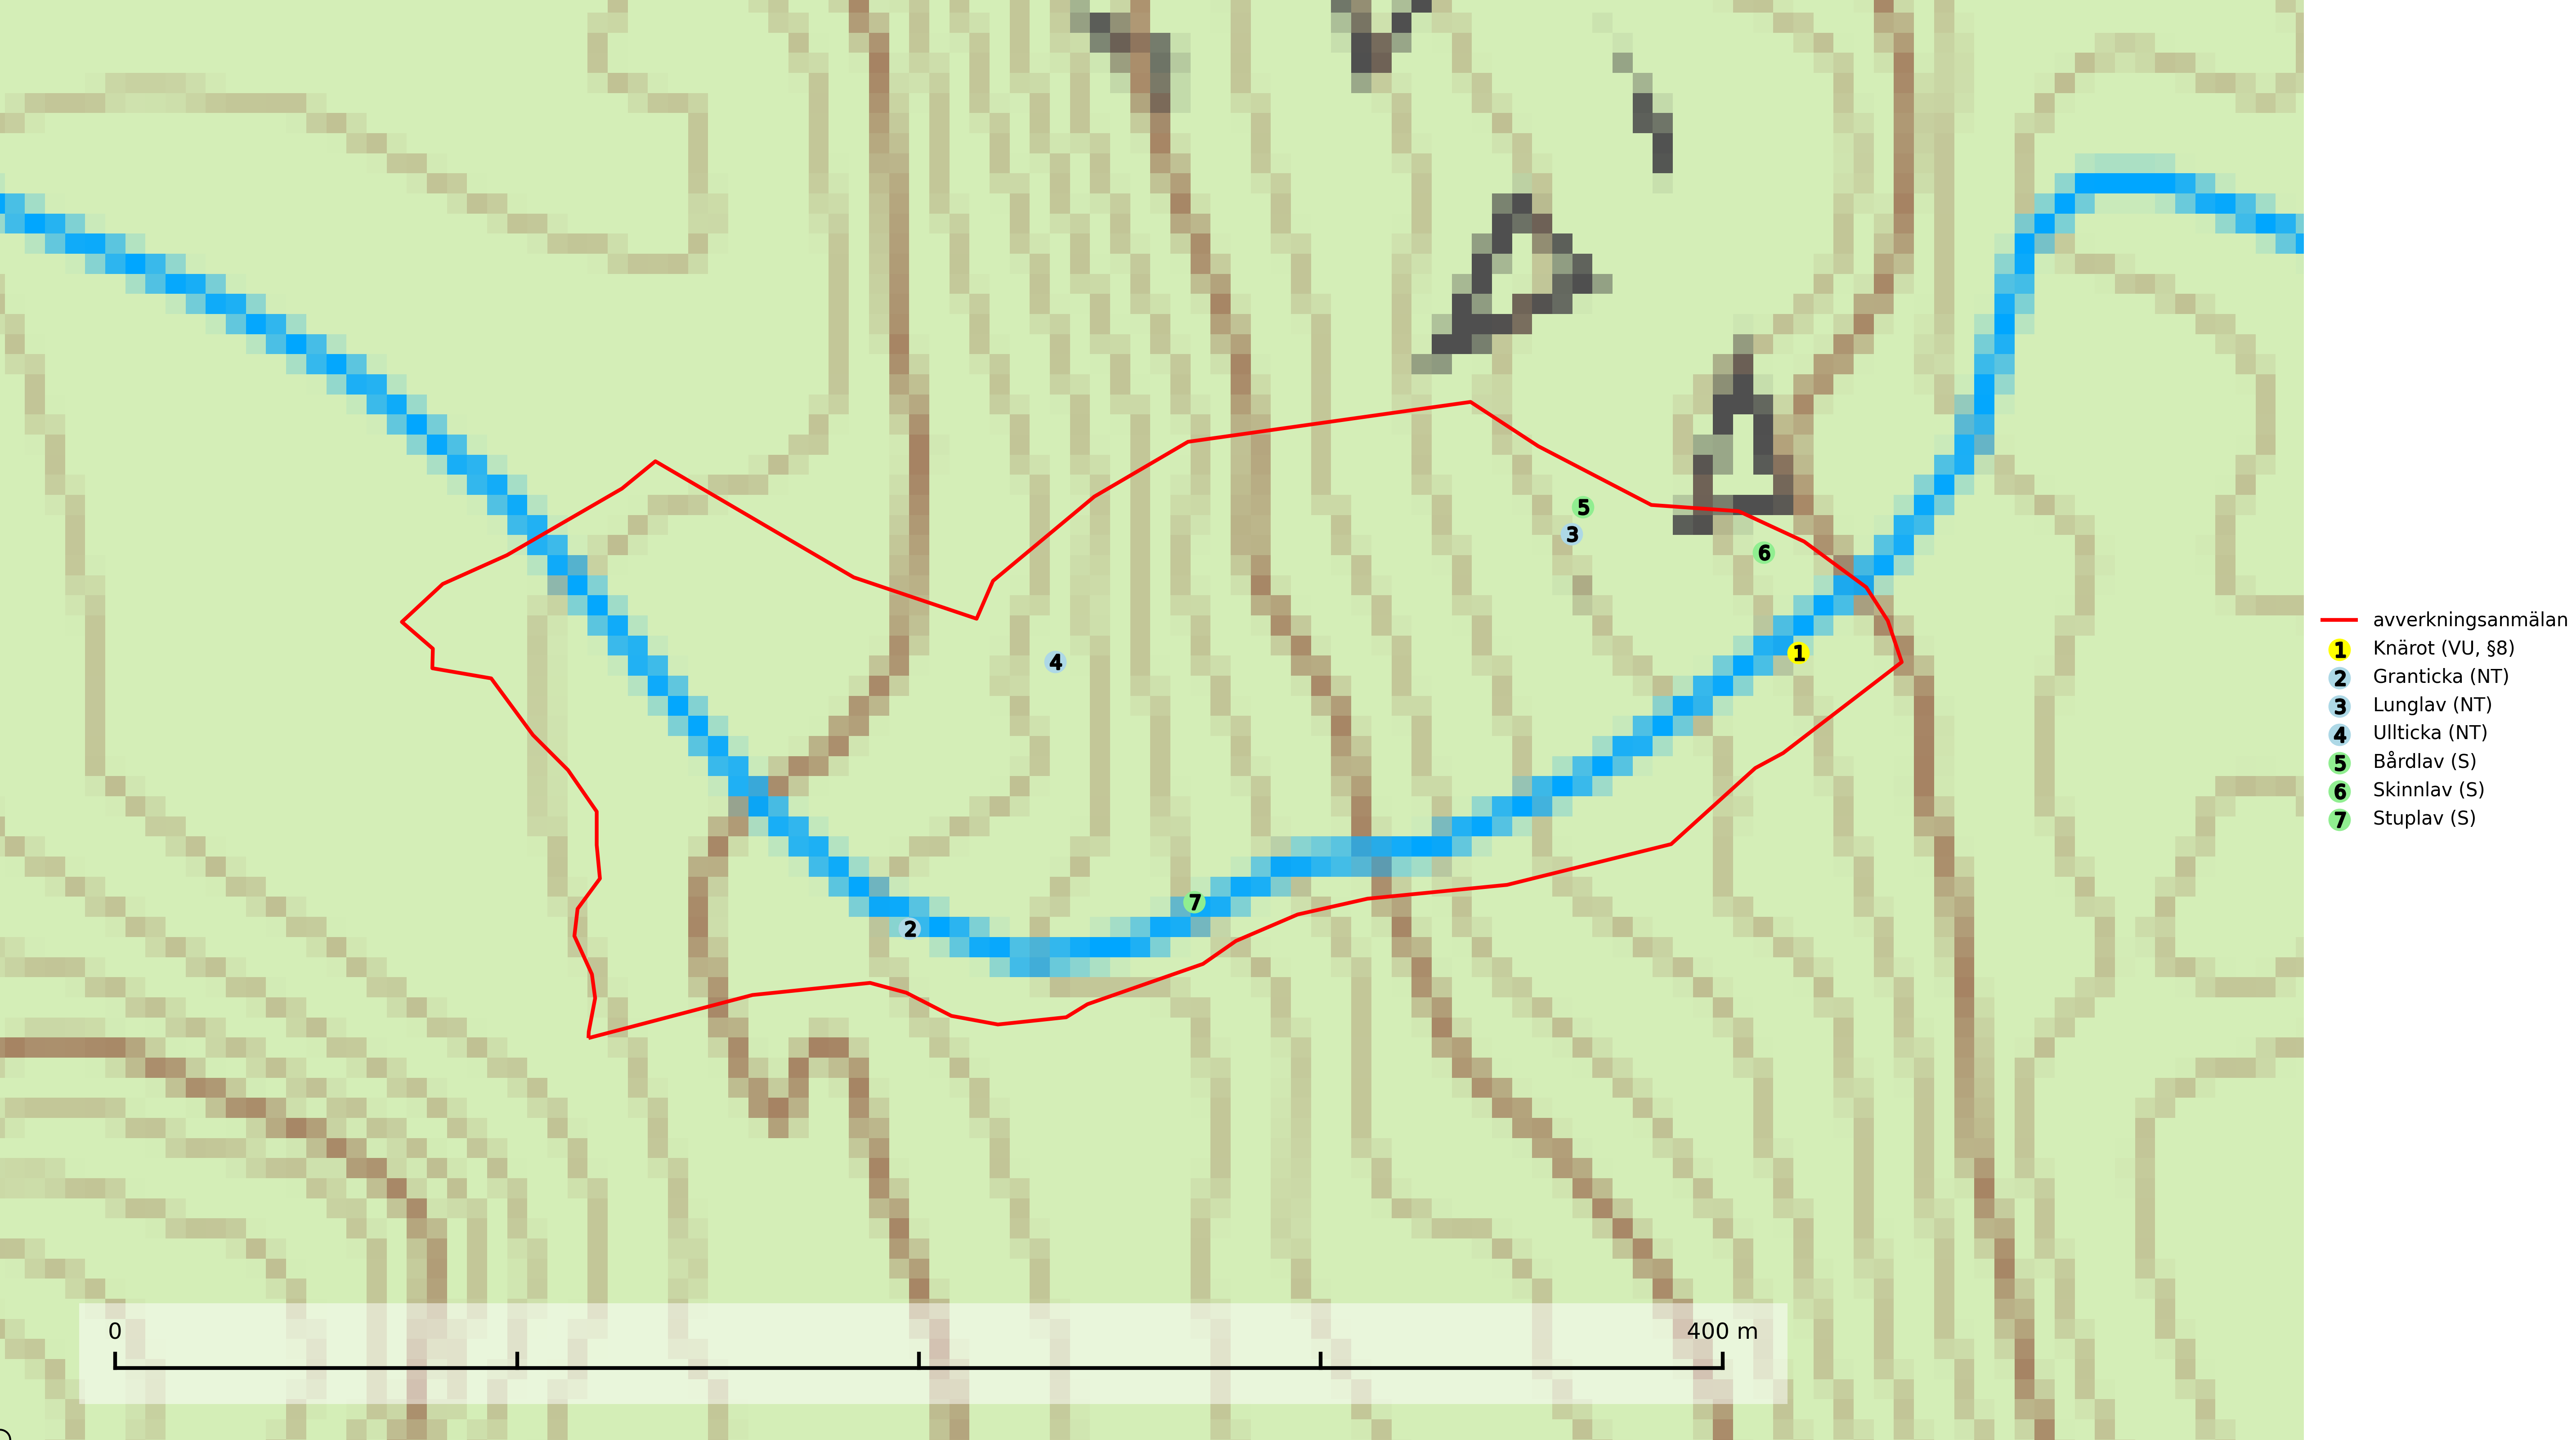 5
3
6
1
4
7
2
avverkningsanmälan
1 Knärot (VU, §8)
2 Granticka (NT)
3 Lunglav (NT)
4 Ullticka (NT)
5 Bårdlav (S)
6 Skinnlav (S)
7 Stuplav (S)
0 400 m